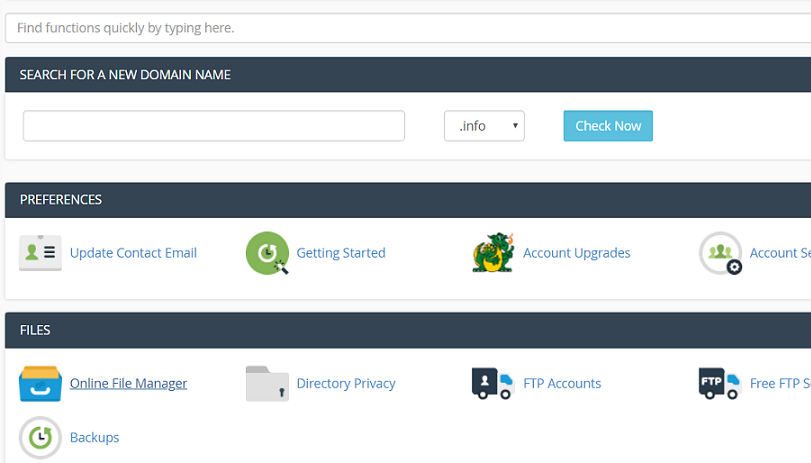 Find functions quickly by typing here.
SEARCH FOR A NEW DOMAIN NAME
.info
Check Now
PREFERENCES
Update Contact Email
Getting Started
Account Upgrades
Account Se
FILES
Online File Manager
Directory Privacy
FTP Accounts
FTP
Free FTP S
Backups